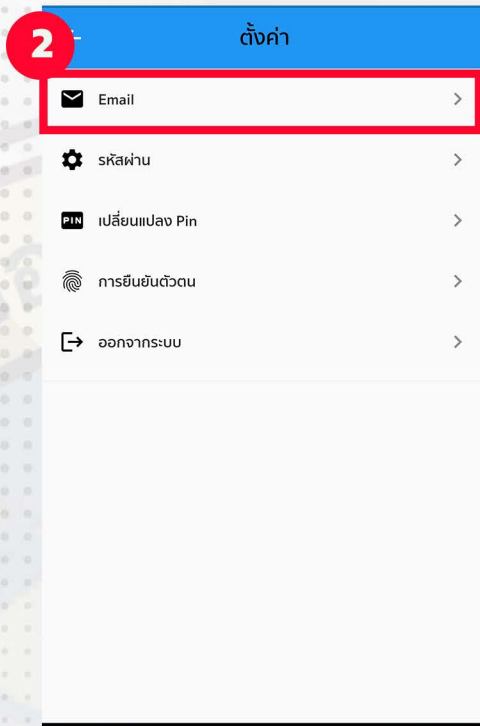 2
ตั้งค่า
Email
รหัสผ่าน
PIN
เปลี่ยนแปลง Pin
การยืนยันตัวตน
ออกจากระบบ